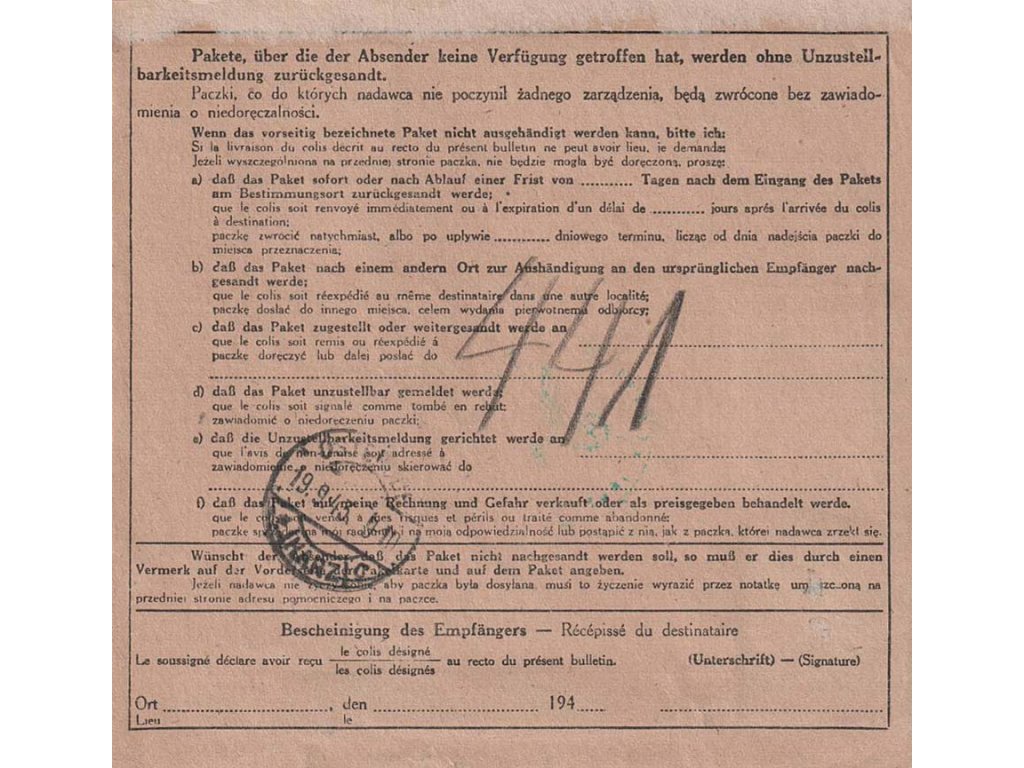 Pakete, über die der Absender keine Verfügung getroffen hat, werden ohne Unzustell-
barkeitsmeldung zurückgesandt.
Paczki, co do których nadawca nie poczynił żadnego zarządzenia, będą zwrócone bez zawiado-
mienia o niedoręczalności.
Wenn das vorseitig bezeichnete Paket nicht ausgehändigt werden kann, bitte ich:
Si la livraison du colis décrit au recto du présent bulletin ne peut avoir lieu, je demande:
Jeżeli wyszczególniona na przedniej stronie paczka, nie będzie mogła być doręczoną, proszę:
a) daß das Paket sofort oder nach Ablauf einer Frist von ........... Tagen nach dem Eingang des Pakets
am Bestimmungsort zurückgesandt werde;
que le colis soit renvoyé immédiatement ou à l'expiration d'un délai de ........... jours aprés l'arrivée du colis
à destination;
paczkę zwrócić natychmiast, albo po upływie ........... dniowego terminu, licząc od dnia nadejścia paczki do
miejsca przeznaczenia;
b) daß das Paket nach einem andern Ort zur Aushändigung an den ursprünglichen Empfänger nach-
gesandt werde;
que le colis soit réexpédié au même destinataire dans une autre localité;
paczkę dosłać do innego miejsca, celem wydania pierwotnemu odbiorcy;
c) daß das Paket zugestellt oder weitergesandt werde an
que le colis soit remis ou réexpédié á
paczkę doręczyć lub dalej posłać do
441
d) daß das Paket unzustellbar gemeldet werde;
que le colis soit signalé comme tombé en rebut;
zawiadomić o niedoręczeniu paczki;
e) daß die Unzustellbarkeitsmeldung gerichtet werde an
que l'avis de non-remise soit adressé à
zawiadomienie o niedoręczeniu skierować do
19.8.43
f) daß das Paket auf meine Rechnung und Gefahr verkauft oder als preisgegeben behandelt werde.
que le colis soit vendu à mes risques et périls ou traité comme abandonné;
paczkę na mój rachunek i moją odpowiedzialność lub postąpić z nią, jak z paczką, której nadawca zrzekł się.
Wünscht der Absender, daß das Paket nicht nachgesandt werden soll, so muß er dies durch einen
Vermerk auf der Vorderseite der Paketkarte und auf dem Paket angeben.
Jeżeli nadawca nie życzy sobie, aby paczka była dosyłana, musi to życzenie wyrazić przez notatkę umieszczoną na
przedniej stronie adresu pomocniczego i na paczce.
Bescheinigung des Empfängers — Récépissé du destinataire
Le soussigné déclare avoir reçu le colis désigné / les colis désignés au recto du présent bulletin. (Unterschrift) — (Signature)
Ort ..............................., den ............................... 194 .....
Lieu le